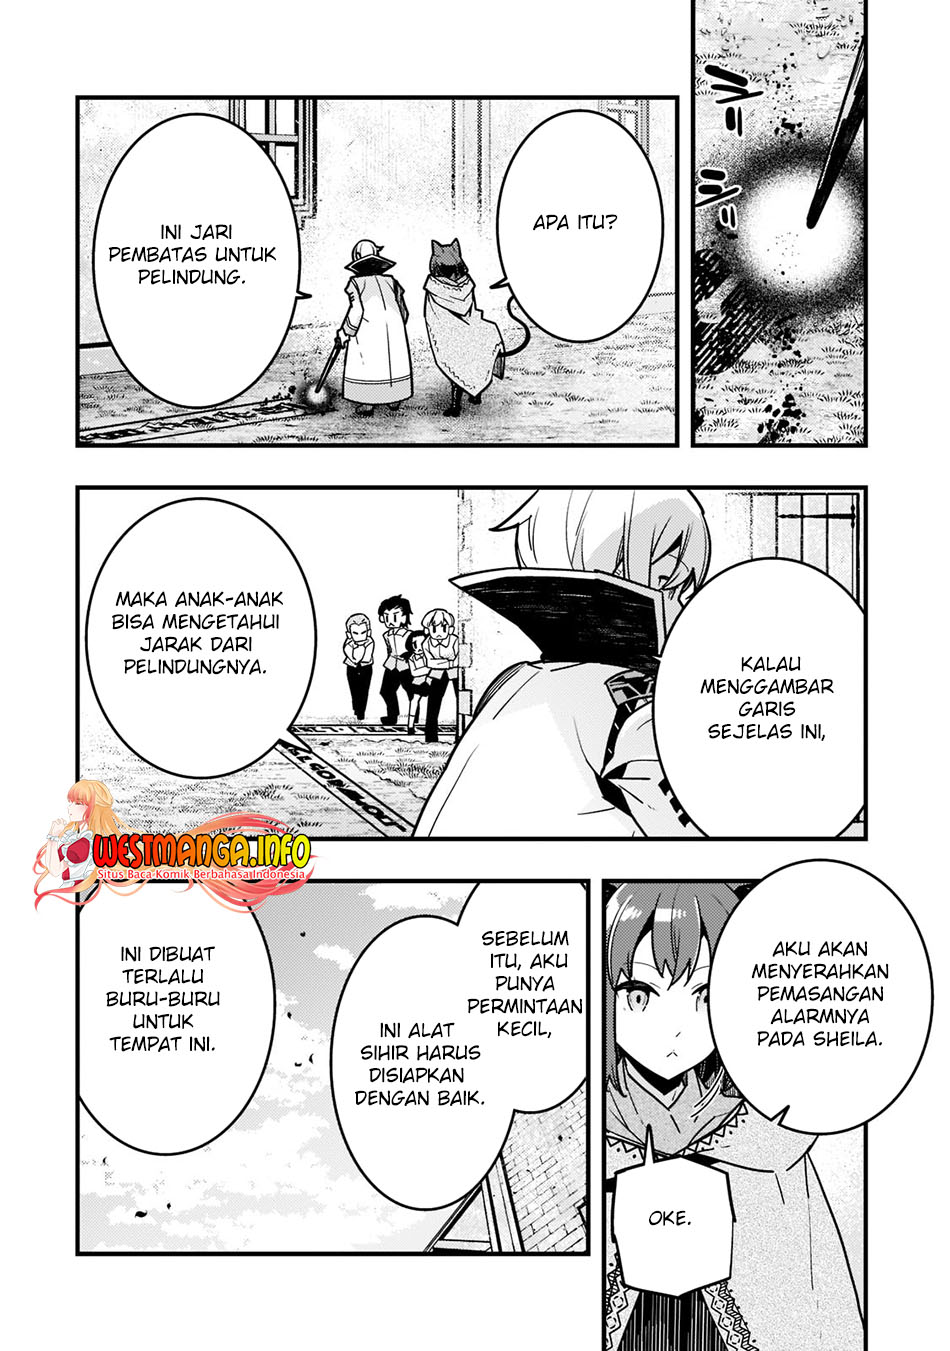 APA ITU?
INI JARI
PEMBATAS UNTUK
PELINDUNG.
KALAU
MENGGAMBAR
GARIS
SEJELAS INI,
MAKA ANAK-ANAK
BISA MENGETAHUI
JARAK DARI
PELINDUNGNYA.
WESTMANGA.INFO
Situs Baca Komik Berbahasa Indonesia
AKU AKAN
MENYERAHKAN
PEMASANGAN
ALARMNYA
PADA SHEILA.
OKE.
SEBELUM
ITU, AKU
PUNYA
PERMINTAAN
KECIL,
INI ALAT
SIHIR HARUS
DISIAPKAN
DENGAN BAIK.
INI DIBUAT
TERLALU
BURU-BURU
UNTUK
TEMPAT INI.